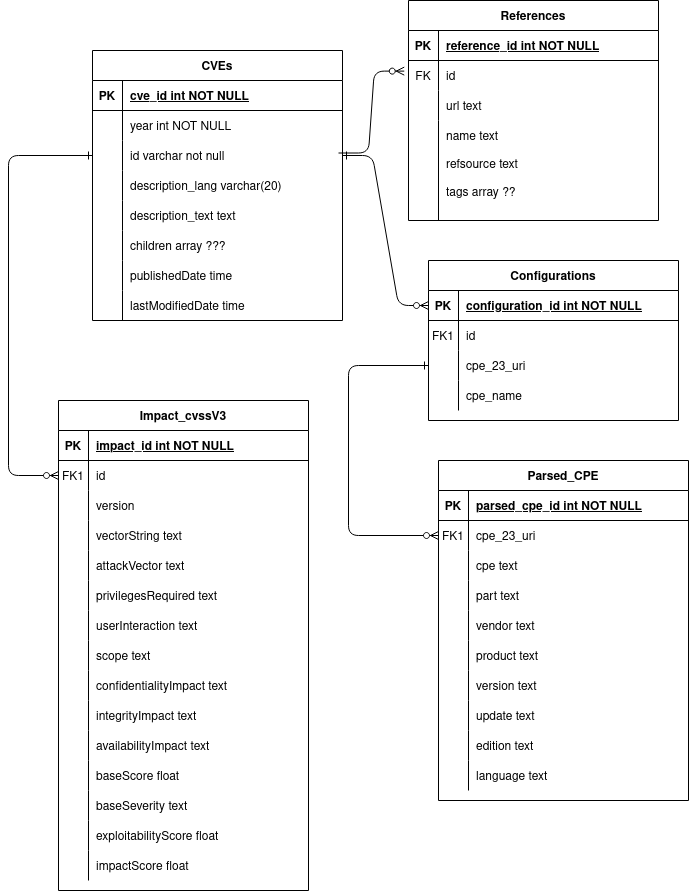 References
PK reference_id int NOT NULL
FK id
url text
name text
refsource text
tags array ??
CVEs
PK cve_id int NOT NULL
year int NOT NULL
id varchar not null
description_lang varchar(20)
description_text text
children array ???
publishedDate time
lastModifiedDate time
Configurations
PK configuration_id int NOT NULL
FK1 id
cpe_23_uri
cpe_name
Impact_cvssV3
PK impact_id int NOT NULL
FK1 id
version
vectorString text
attackVector text
privilegesRequired text
userInteraction text
scope text
confidentialityImpact text
integrityImpact text
availabilityImpact text
baseScore float
baseSeverity text
exploitabilityScore float
impactScore float
Parsed_CPE
PK parsed_cpe_id int NOT NULL
FK1 cpe_23_uri
cpe text
part text
vendor text
product text
version text
update text
edition text
language text